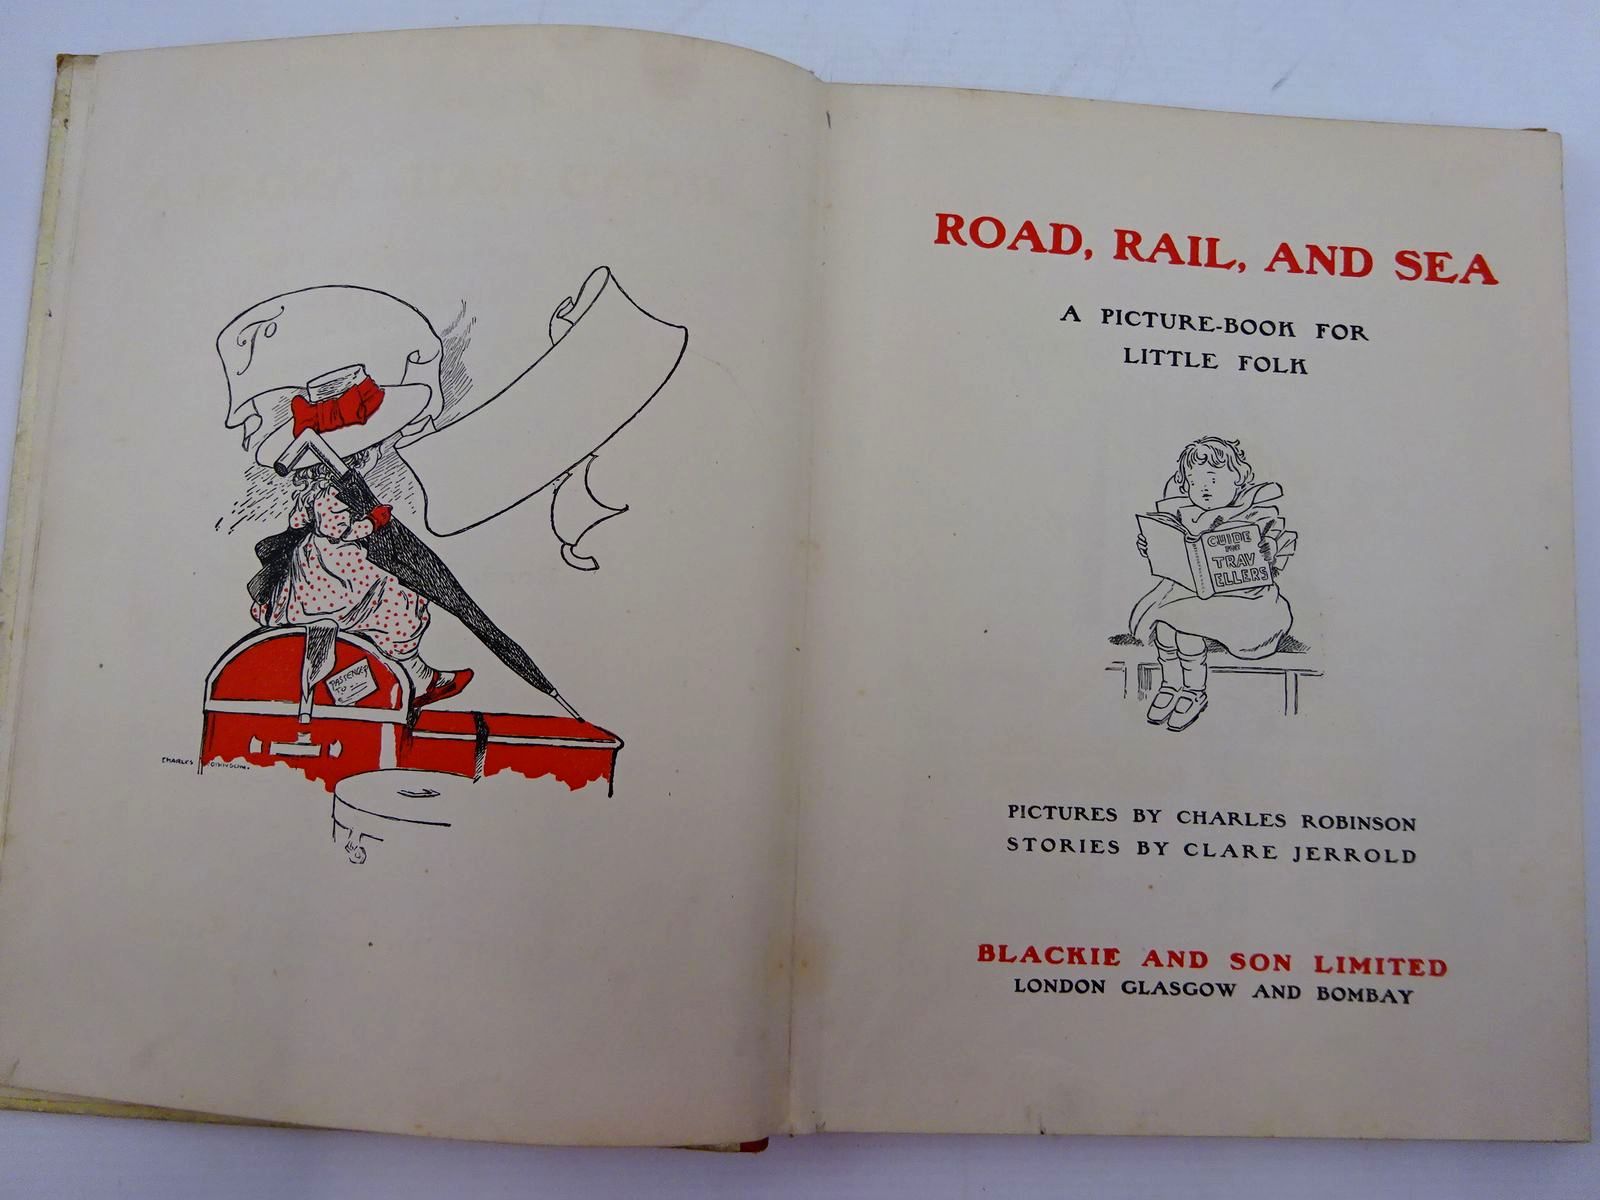 To
PASSENGER
TO
CHARLES ROBINSON.
ROAD, RAIL, AND SEA
A PICTURE-BOOK FOR
LITTLE FOLK
GUIDE
FOR
TRAV
ELLERS
PICTURES BY CHARLES ROBINSON
STORIES BY CLARE JERROLD
BLACKIE AND SON LIMITED
LONDON GLASGOW AND BOMBAY